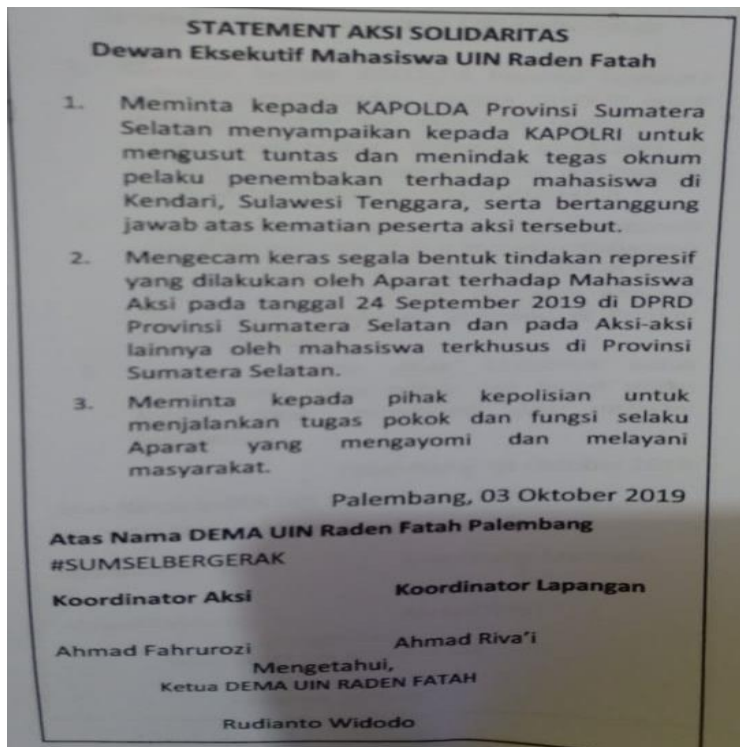 STATEMENT AKSI SOLIDARITAS
Dewan Eksekutif Mahasiswa UIN Raden Fatah
1. Meminta kepada KAPOLDA Provinsi Sumatera
Selatan menyampaikan kepada KAPOLRI untuk
mengusut tuntas dan menindak tegas oknum
pelaku penembakan terhadap mahasiswa di
Kendari, Sulawesi Tenggara, serta bertanggung
jawab atas kematian peserta aksi tersebut.
2. Mengecam keras segala bentuk tindakan represif
yang dilakukan oleh Aparat terhadap Mahasiswa
Aksi pada tanggal 24 September 2019 di DPRD
Provinsi Sumatera Selatan dan pada Aksi-aksi
lainnya oleh mahasiswa terkhusus di Provinsi
Sumatera Selatan.
3. Meminta kepada pihak kepolisian untuk
menjalankan tugas pokok dan fungsi selaku
Aparat yang mengayomi dan melayani
masyarakat.
Palembang, 03 Oktober 2019
Atas Nama DEMA UIN Raden Fatah Palembang
#SUMSELBERGERAK
Koordinator Aksi Koordinator Lapangan
Ahmad Fahrurozi Ahmad Riva'i
Mengetahui,
Ketua DEMA UIN RADEN FATAH
Rudianto Widodo